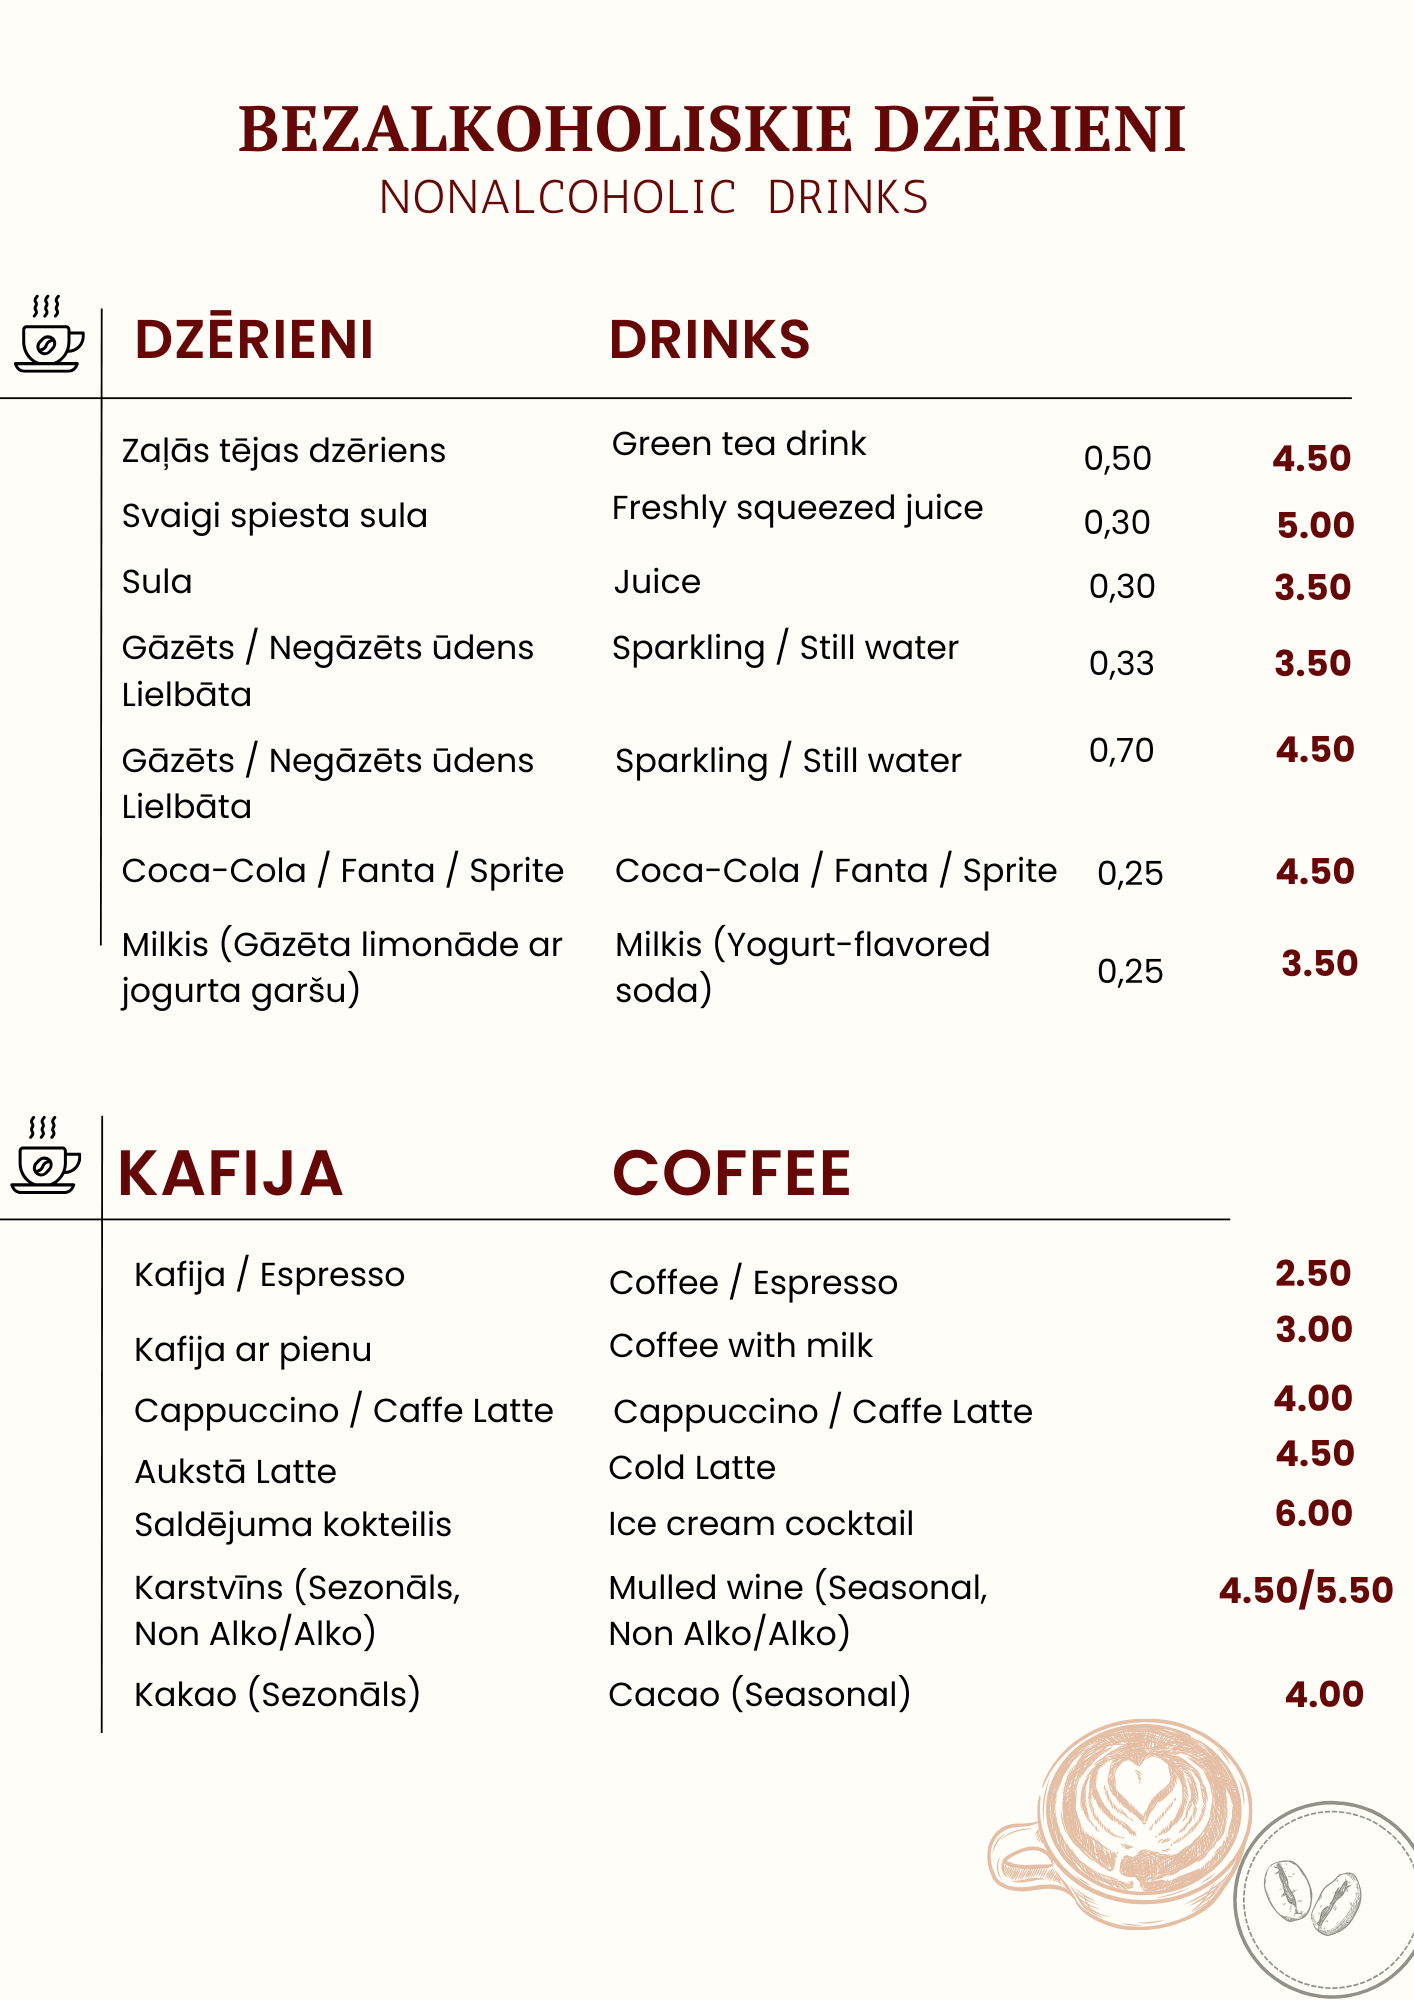 BEZALKOHOLISKIE DZĒRIENI
NONALCOHOLIC DRINKS
DZĒRIENI DRINKS
Zaļās tējas dzēriens Green tea drink 0,50 4.50
Svaigi spiesta sula Freshly squeezed juice 0,30 5.00
Sula Juice 0,30 3.50
Gāzēts / Negāzēts ūdens Sparkling / Still water 0,33 3.50
Lielbāta
Gāzēts / Negāzēts ūdens Sparkling / Still water 0,70 4.50
Lielbāta
Coca-Cola / Fanta / Sprite Coca-Cola / Fanta / Sprite 0,25 4.50
Milkis (Gāzēta limonāde ar Milkis (Yogurt-flavored
jogurta garšu) soda) 0,25 3.50
KAFIJA COFFEE
Kafija / Espresso Coffee / Espresso 2.50
Kafija ar pienu Coffee with milk 3.00
Cappuccino / Caffe Latte Cappuccino / Caffe Latte 4.00
Aukstā Latte Cold Latte 4.50
Saldējuma kokteilis Ice cream cocktail 6.00
Karstvīns (Sezonāls, Mulled wine (Seasonal, 4.50/5.50
Non Alko/Alko) Non Alko/Alko)
Kakao (Sezonāls) Cacao (Seasonal) 4.00